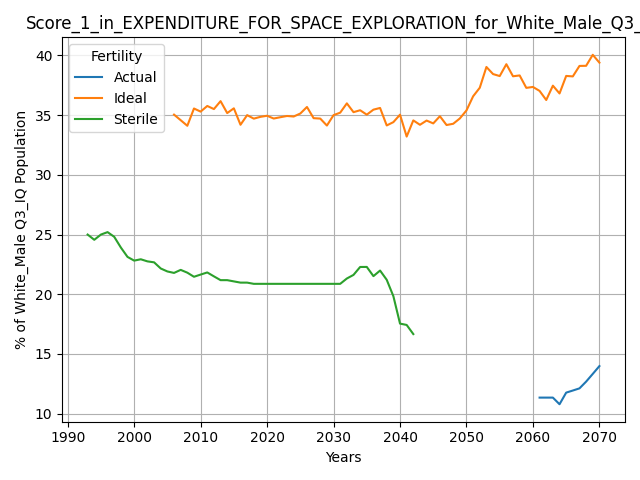 Score_1_in_EXPENDITURE_FOR_SPACE_EXPLORATION_for_White_Male_Q3_
Fertility
Actual
Ideal
Sterile
% of White_Male Q3_IQ Population
40
35
30
25
20
15
10
1990 2000 2010 2020 2030 2040 2050 2060 2070
Years